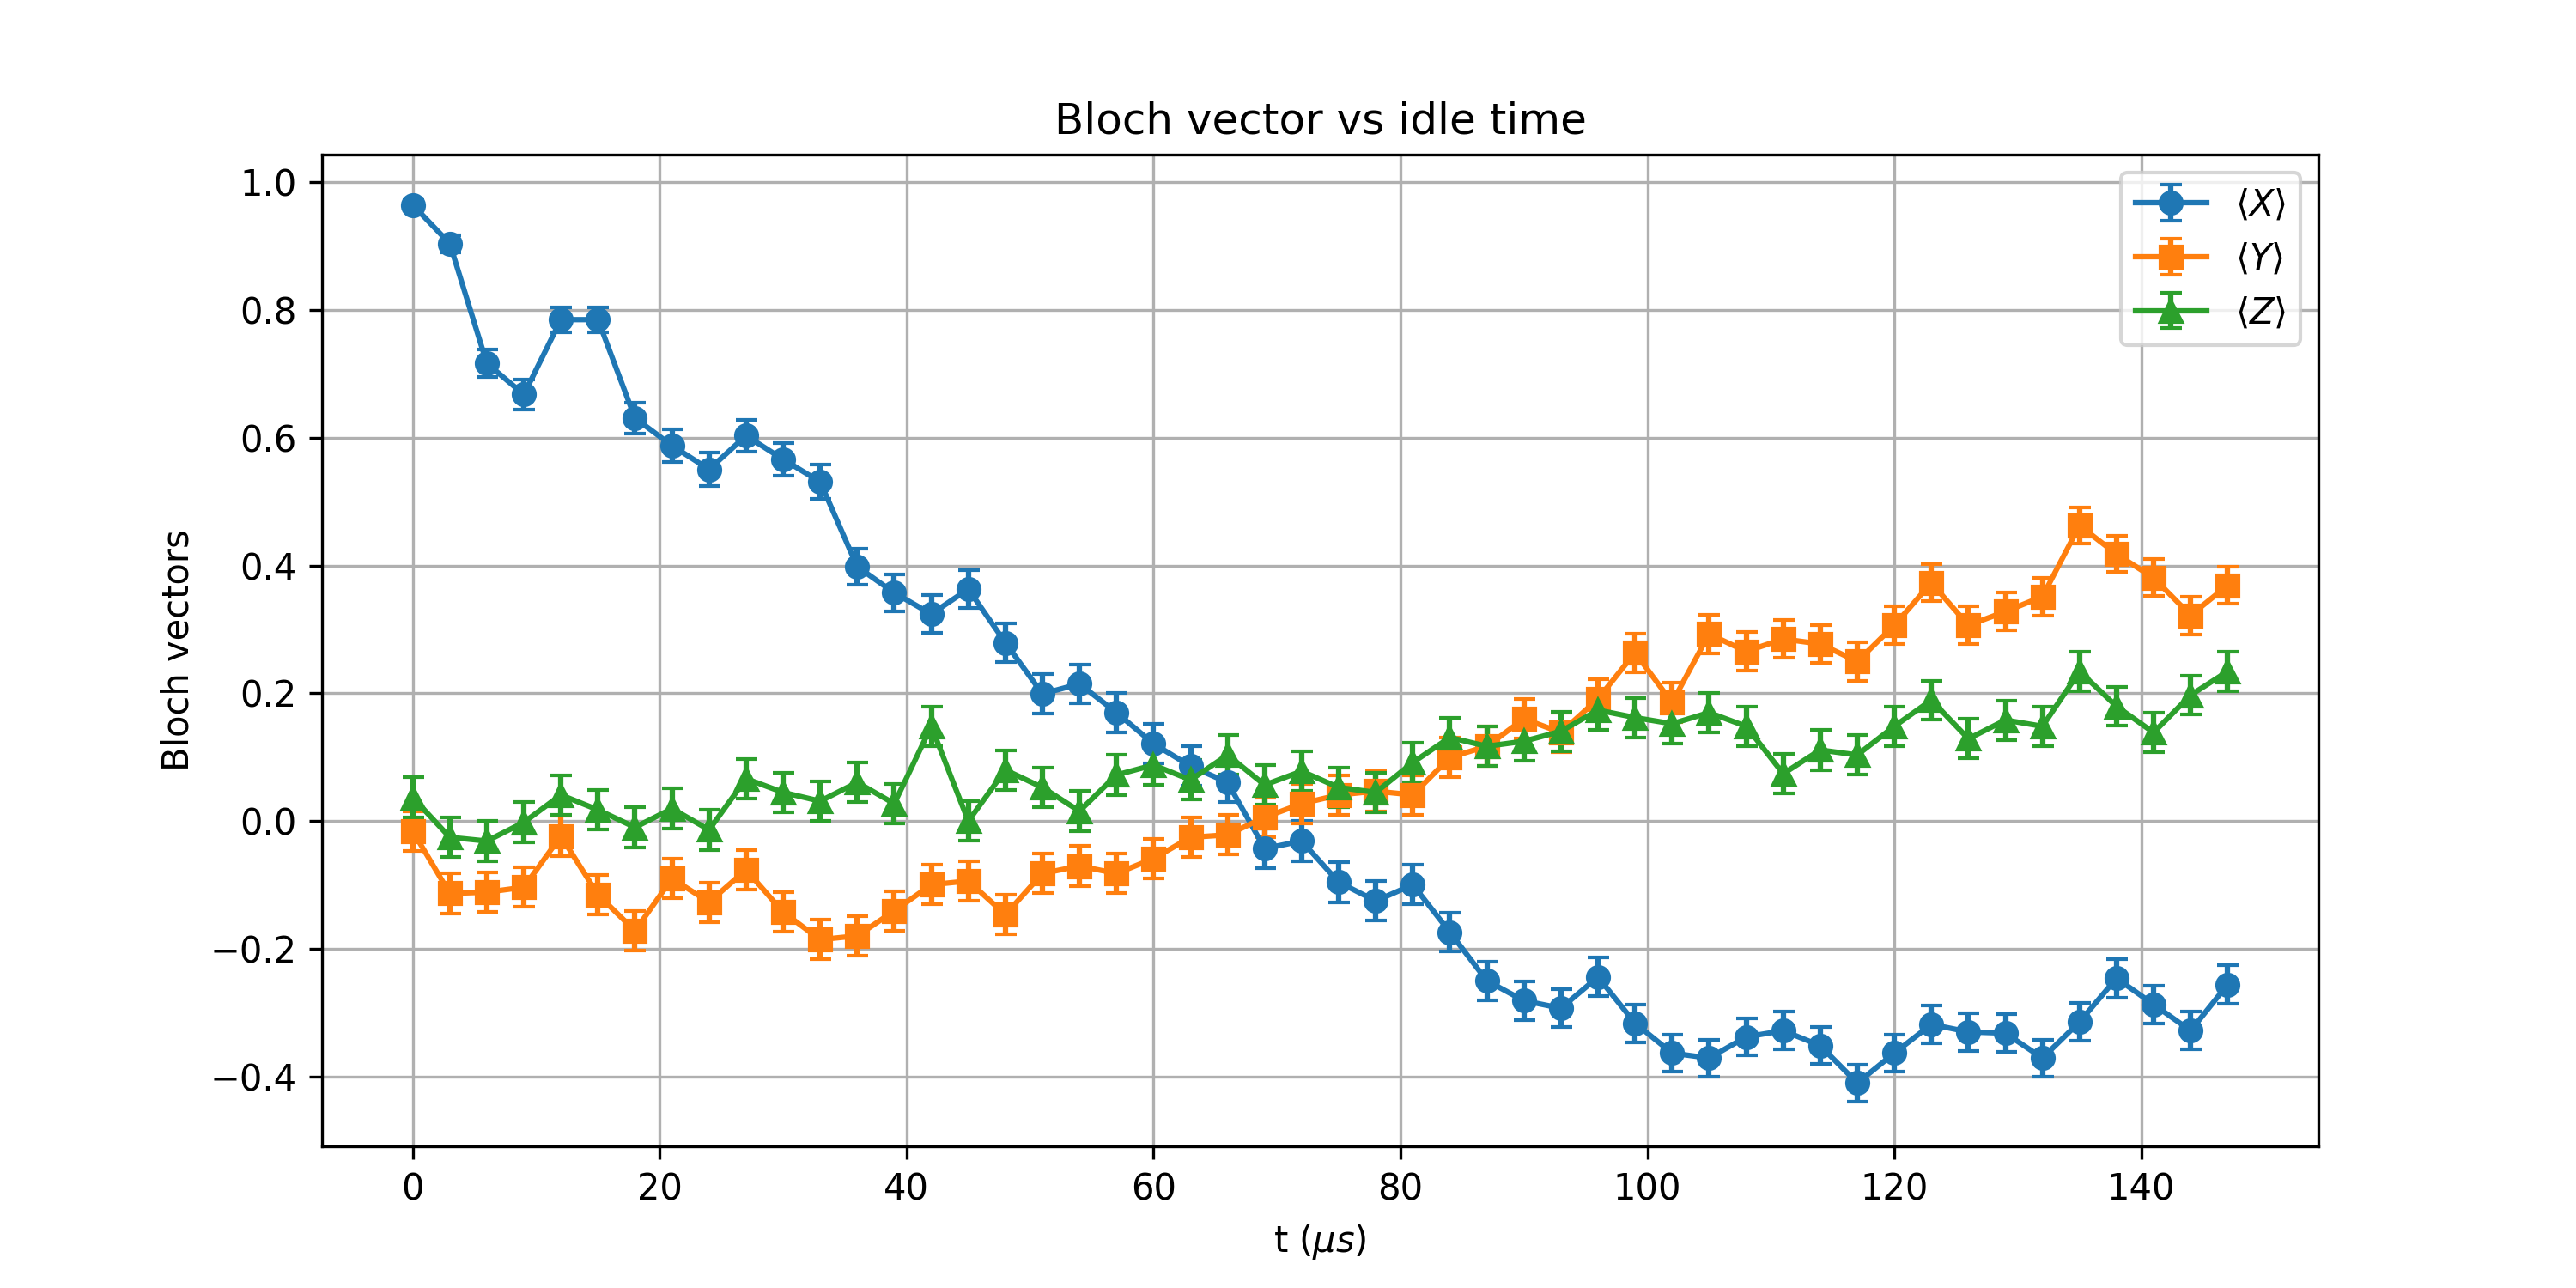 Bloch vector vs idle time
1.0
0.8
0.6
0.4
0.2
0.0
−0.2
−0.4
Bloch vectors
0 20 40 60 80 100 120 140
t (μs)
⟨X⟩
⟨Y⟩
⟨Z⟩